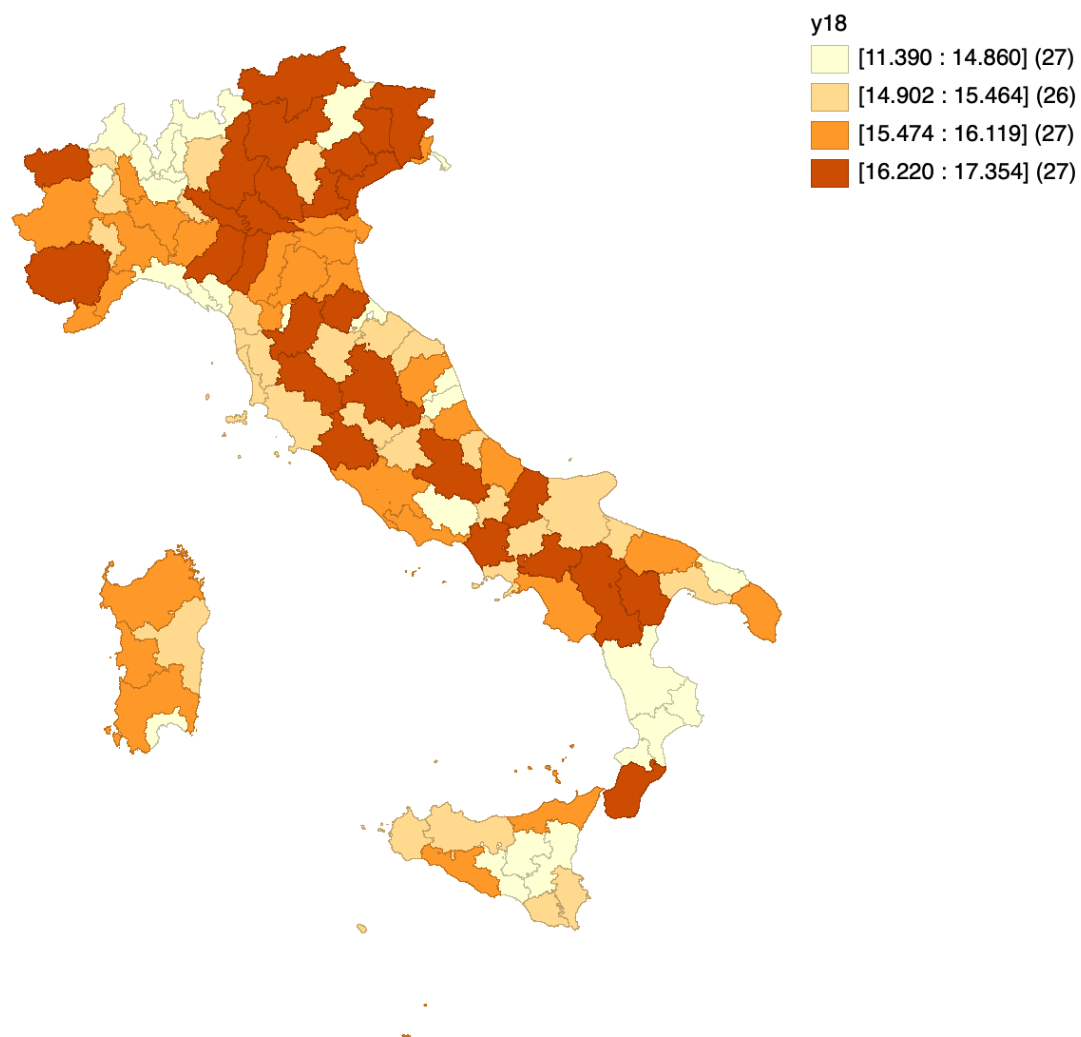 y18
[11.390 : 14.860] (27)
[14.902 : 15.464] (26)
[15.474 : 16.119] (27)
[16.220 : 17.354] (27)